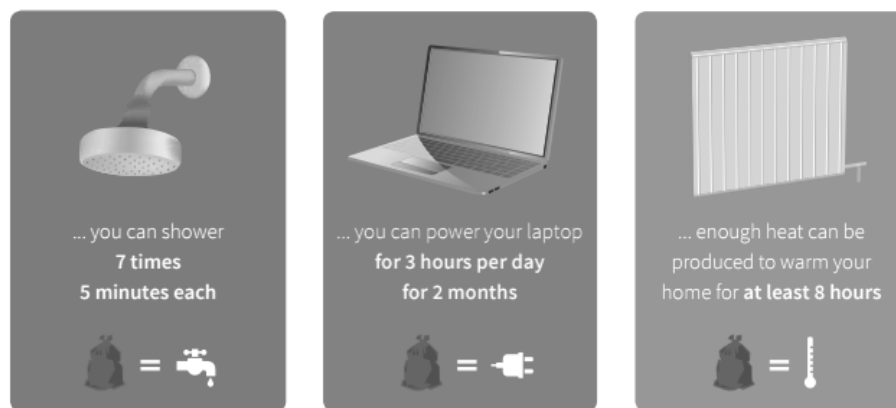 ... you can shower
7 times
5 minutes each
... you can power your laptop
for 3 hours per day
for 2 months
... enough heat can be
produced to warm your
home for at least 8 hours
=
=
=